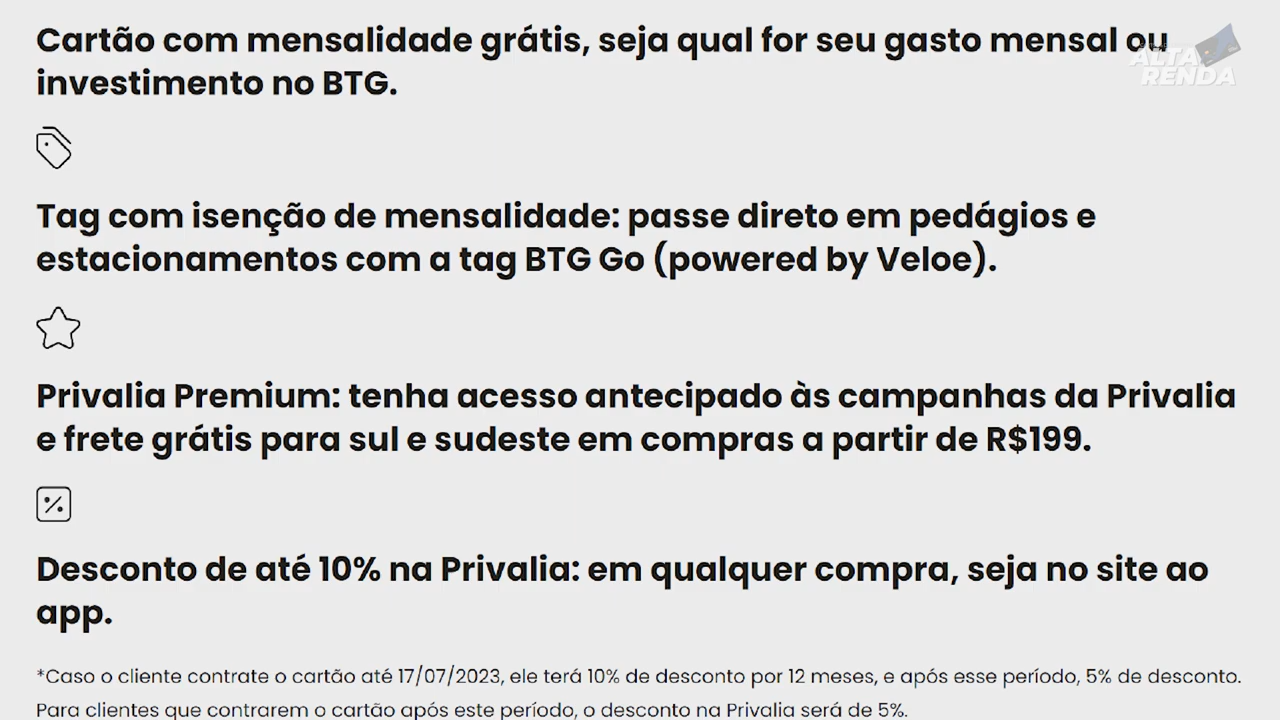 Cartão com mensalidade grátis, seja qual for seu gasto mensal ou
investimento no BTG.
ALTA
RENDA
Tag com isenção de mensalidade: passe direto em pedágios e
estacionamentos com a tag BTG Go (powered by Veloe).
Privalia Premium: tenha acesso antecipado às campanhas da Privalia
e frete grátis para sul e sudeste em compras a partir de R$199.
Desconto de até 10% na Privalia: em qualquer compra, seja no site ao
app.
*Caso o cliente contrate o cartão até 17/07/2023, ele terá 10% de desconto por 12 meses, e após esse período, 5% de desconto.
Para clientes que contrarem o cartão após este período, o desconto na Privalia será de 5%.